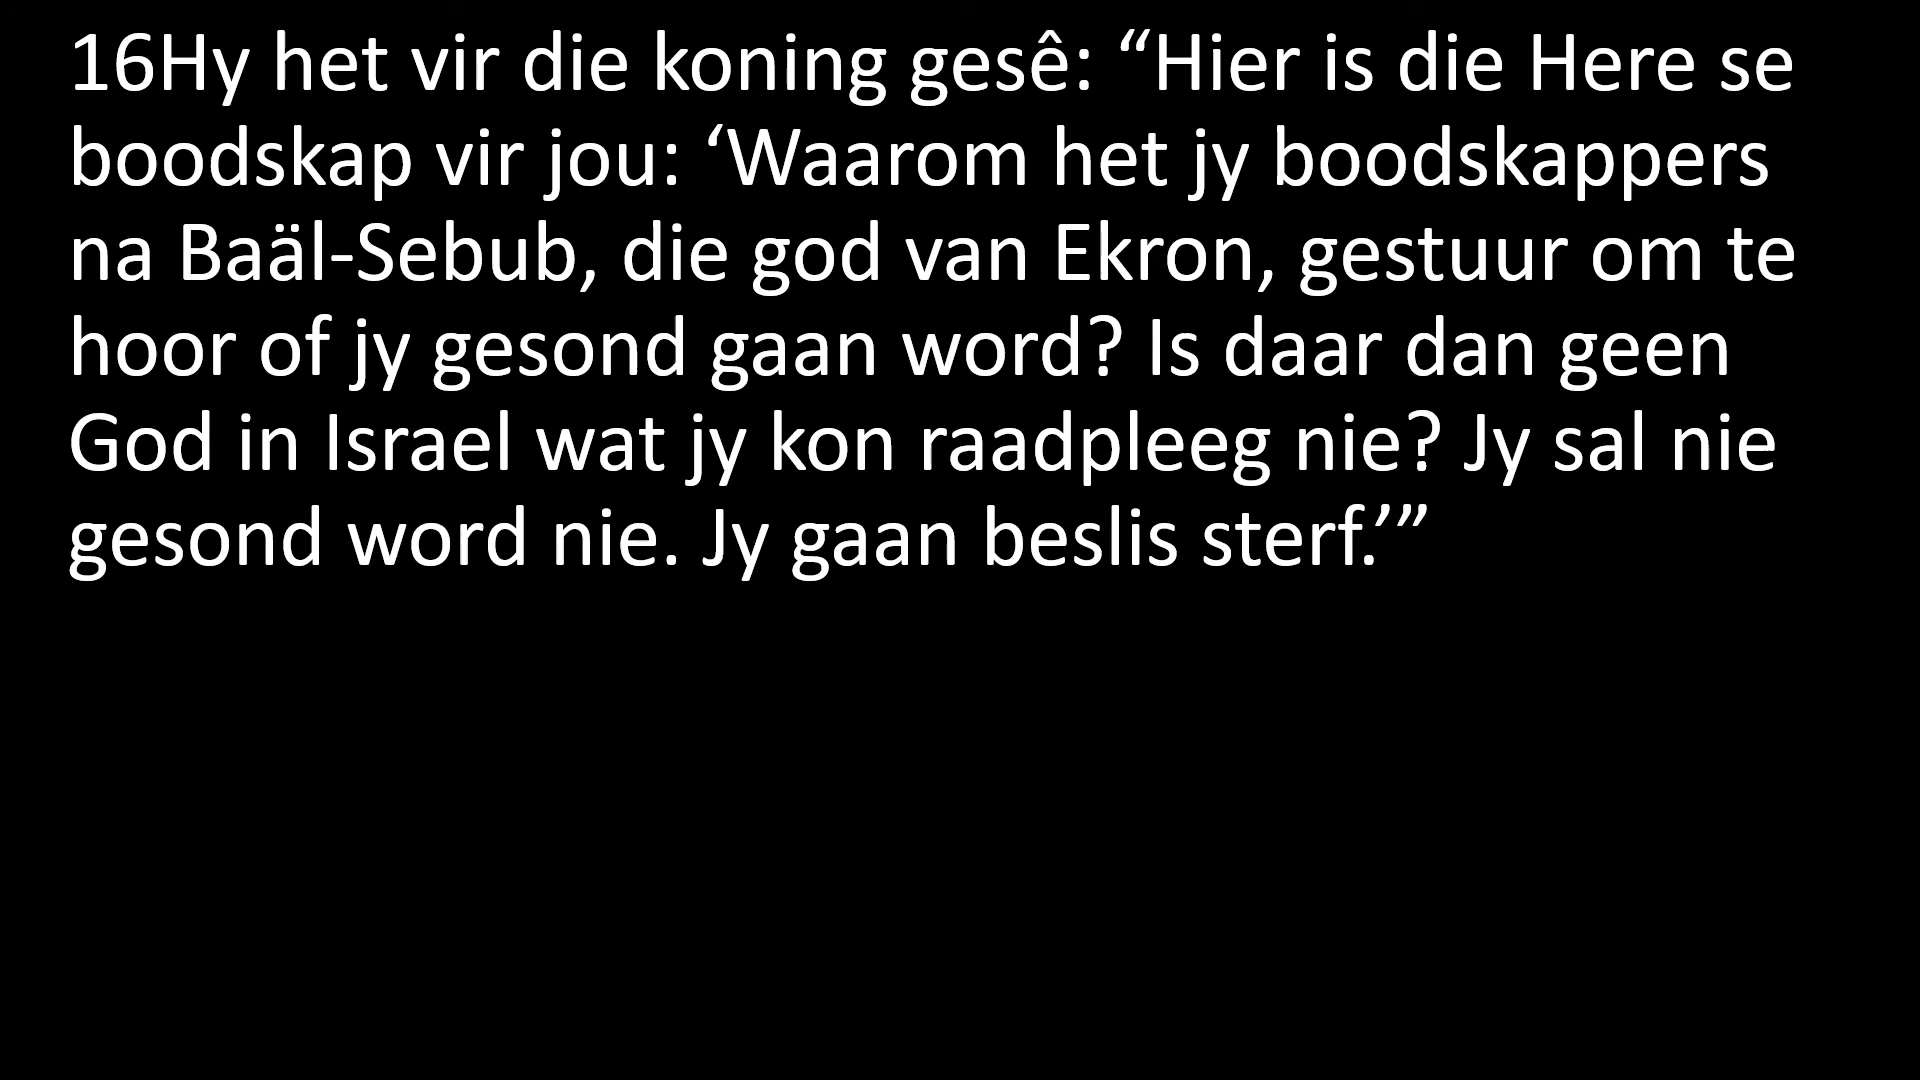 16Hy het vir die koning gesê: “Hier is die Here se
boodskap vir jou: ‘Waarom het jy boodskappers
na Baäl-Sebub, die god van Ekron, gestuur om te
hoor of jy gesond gaan word? Is daar dan geen
God in Israel wat jy kon raadpleeg nie? Jy sal nie
gesond word nie. Jy gaan beslis sterf.’”